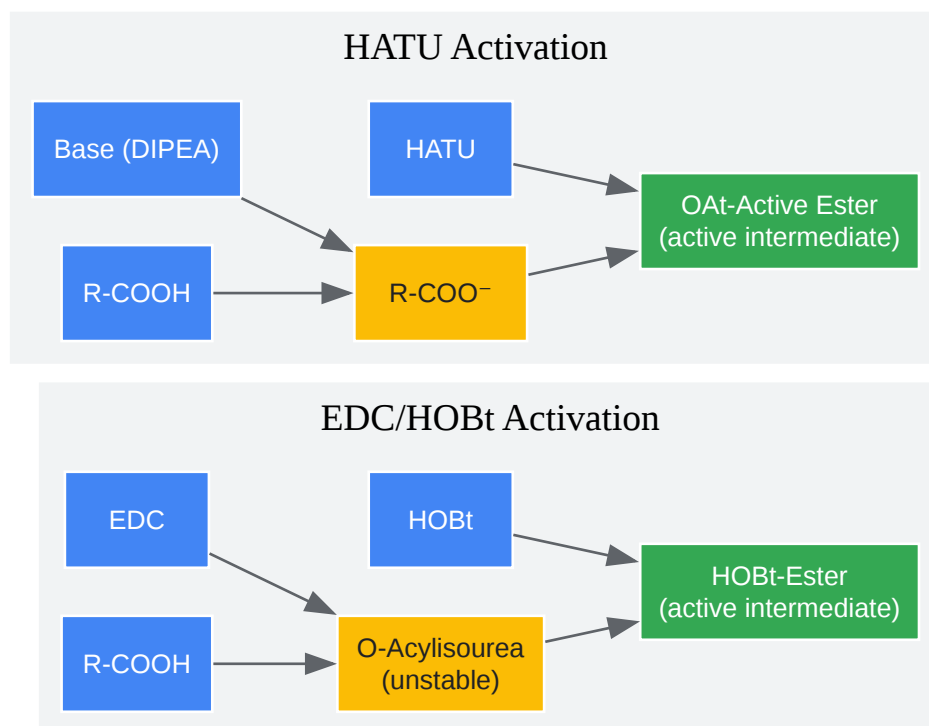 HATU Activation
Base (DIPEA)
HATU
OAt-Active Ester
(active intermediate)
R-COOH
R-COO⁻
EDC/HOBt Activation
EDC
HOBt
HOBt-Ester
(active intermediate)
R-COOH
O-Acylisourea
(unstable)